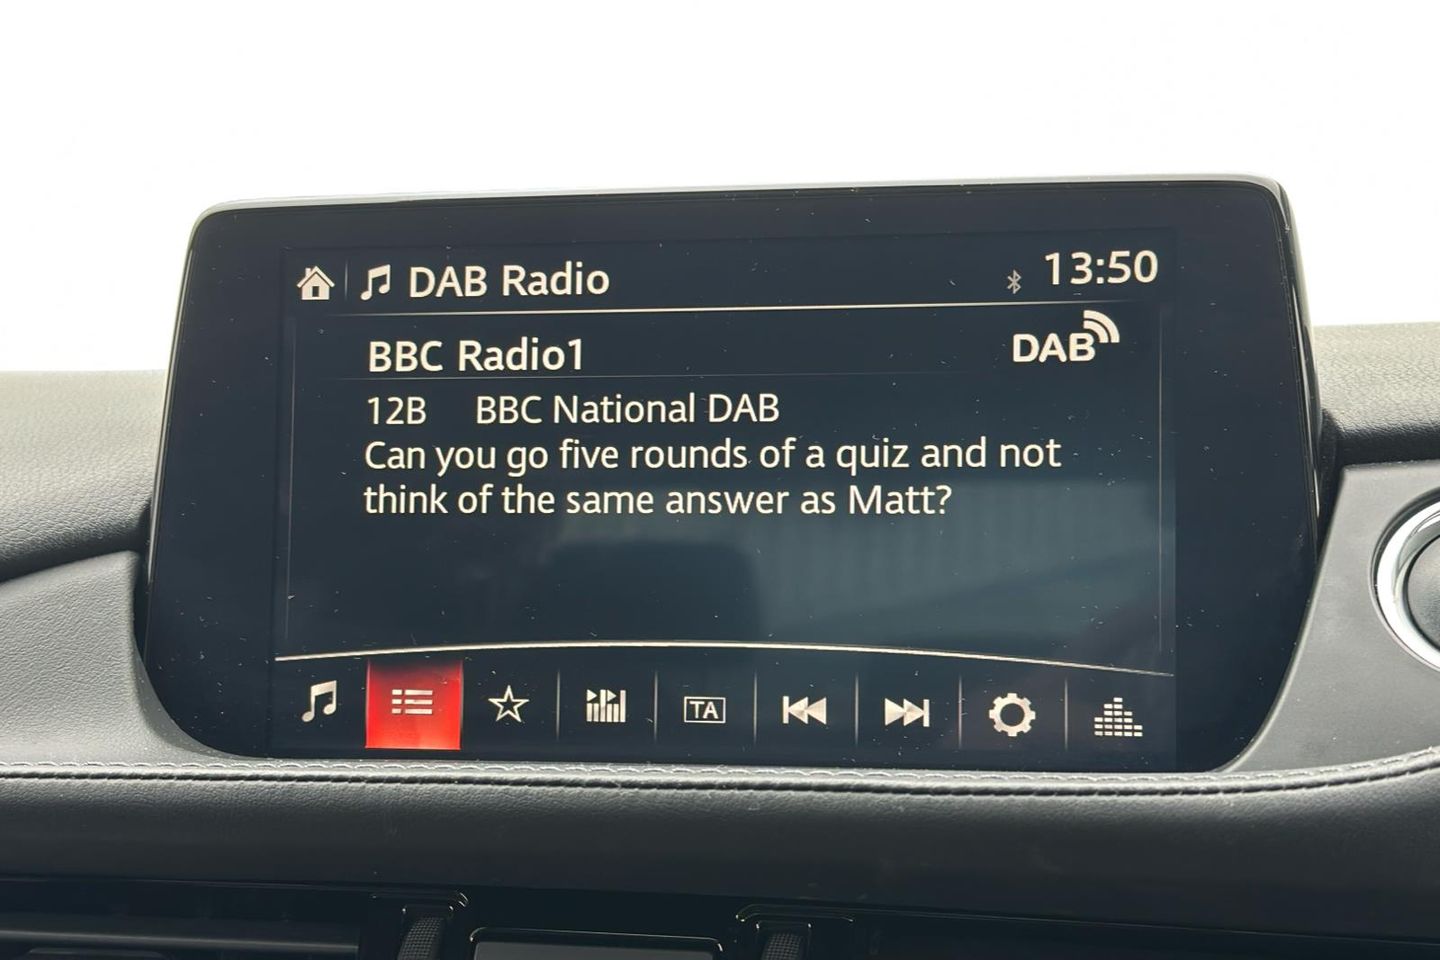 DAB Radio
13:50
BBC Radio1
DAB
12B BBC National DAB
Can you go five rounds of a quiz and not
think of the same answer as Matt?
TA